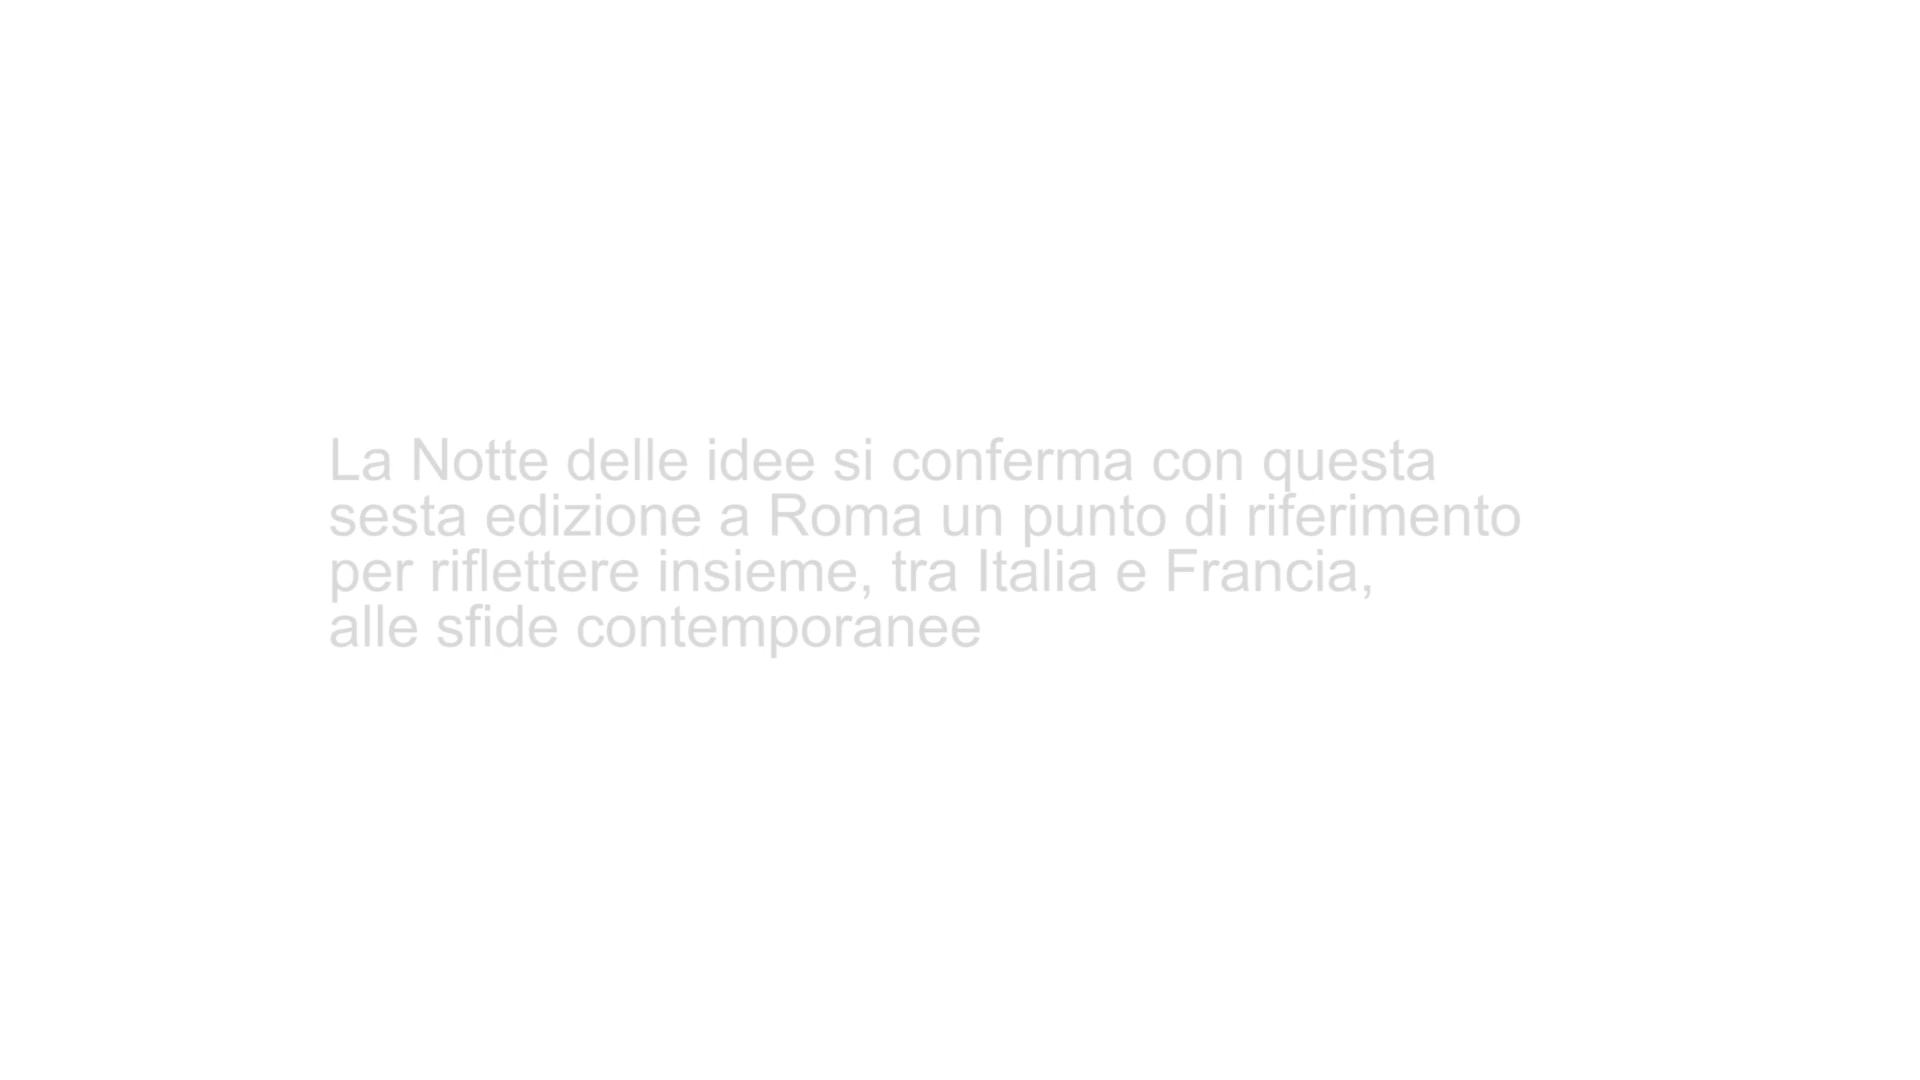 La Notte delle idee si conferma con questa
sesta edizione a Roma un punto di riferimento
per riflettere insieme, tra Italia e Francia,
alle sfide contemporanee